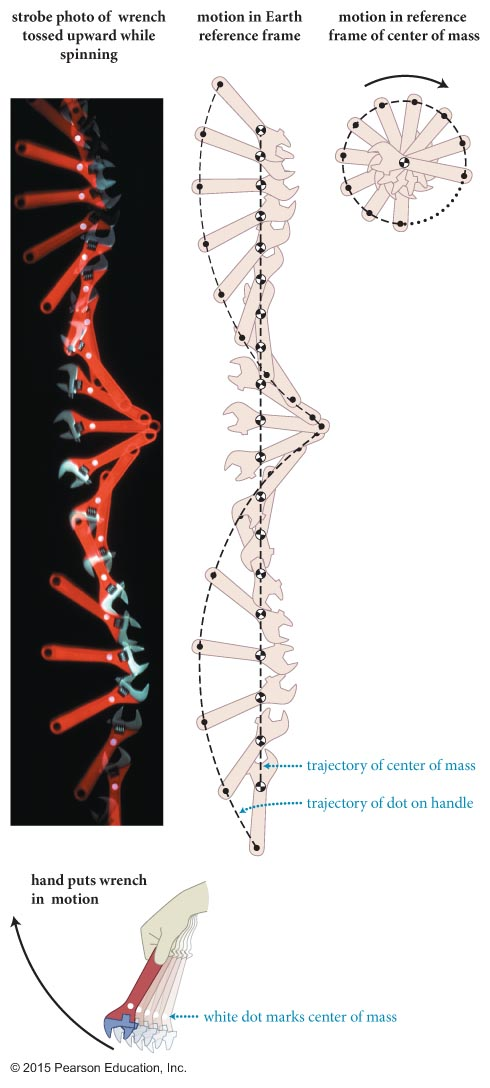 strobe photo of wrench
tossed upward while
spinning
motion in Earth
reference frame
motion in reference
frame of center of mass
trajectory of center of mass
trajectory of dot on handle
hand puts wrench
in motion
white dot marks center of mass
© 2015 Pearson Education, Inc.